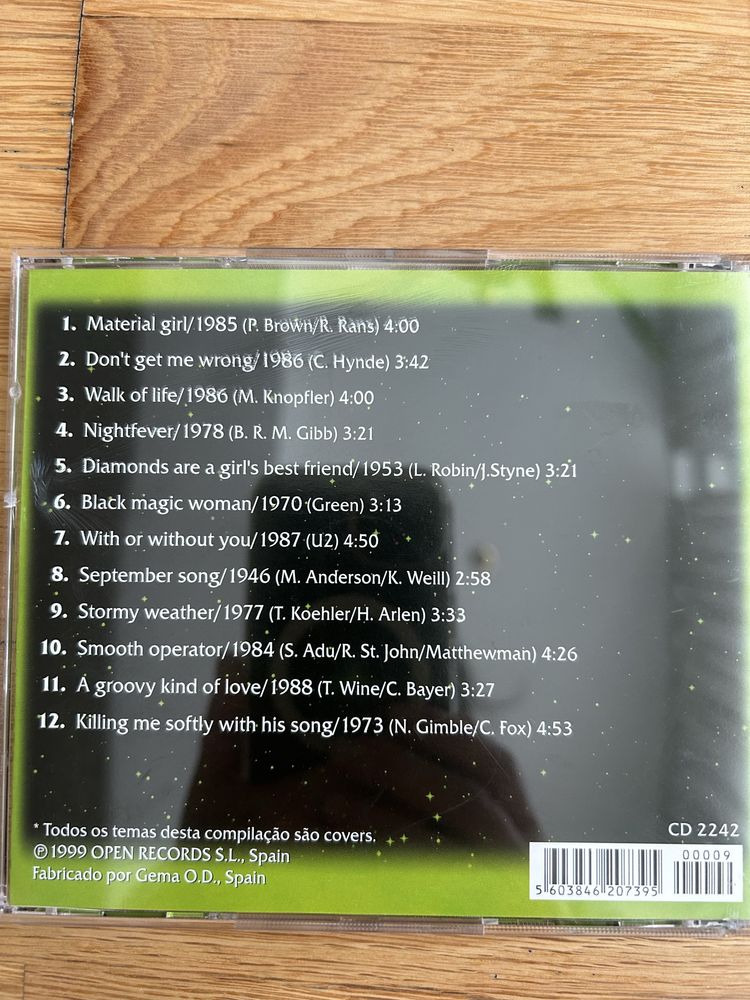 1. Material girl/1985 (P. Brown/R. Rans) 4:00
2. Don't get me wrong/1986 (C. Hynde) 3:42
3. Walk of life/1986 (M. Knopfler) 4:00
4. Nightfever/1978 (B. R. M. Gibb) 3:21
5. Diamonds are a girl's best friend/1953 (L. Robin/J.Styne) 3:21
6. Black magic woman/1970 (Green) 3:13
7. With or without you/1987 (U2) 4:50
8. September song/1946 (M. Anderson/K. Weill) 2:58
9. Stormy weather/1977 (T. Koehler/H. Arlen) 3:33
10. Smooth operator/1984 (S. Adu/R. St. John/Matthewman) 4:26
11. A groovy kind of love/1988 (T. Wine/C. Bayer) 3:27
12. Killing me softly with his song/1973 (N. Gimble/C. Fox) 4:53
* Todos os temas desta compilação são covers.
℗ 1999 OPEN RECORDS S.L., Spain
Fabricado por Gema O.D., Spain
CD 2242
00009
5 603846 207395